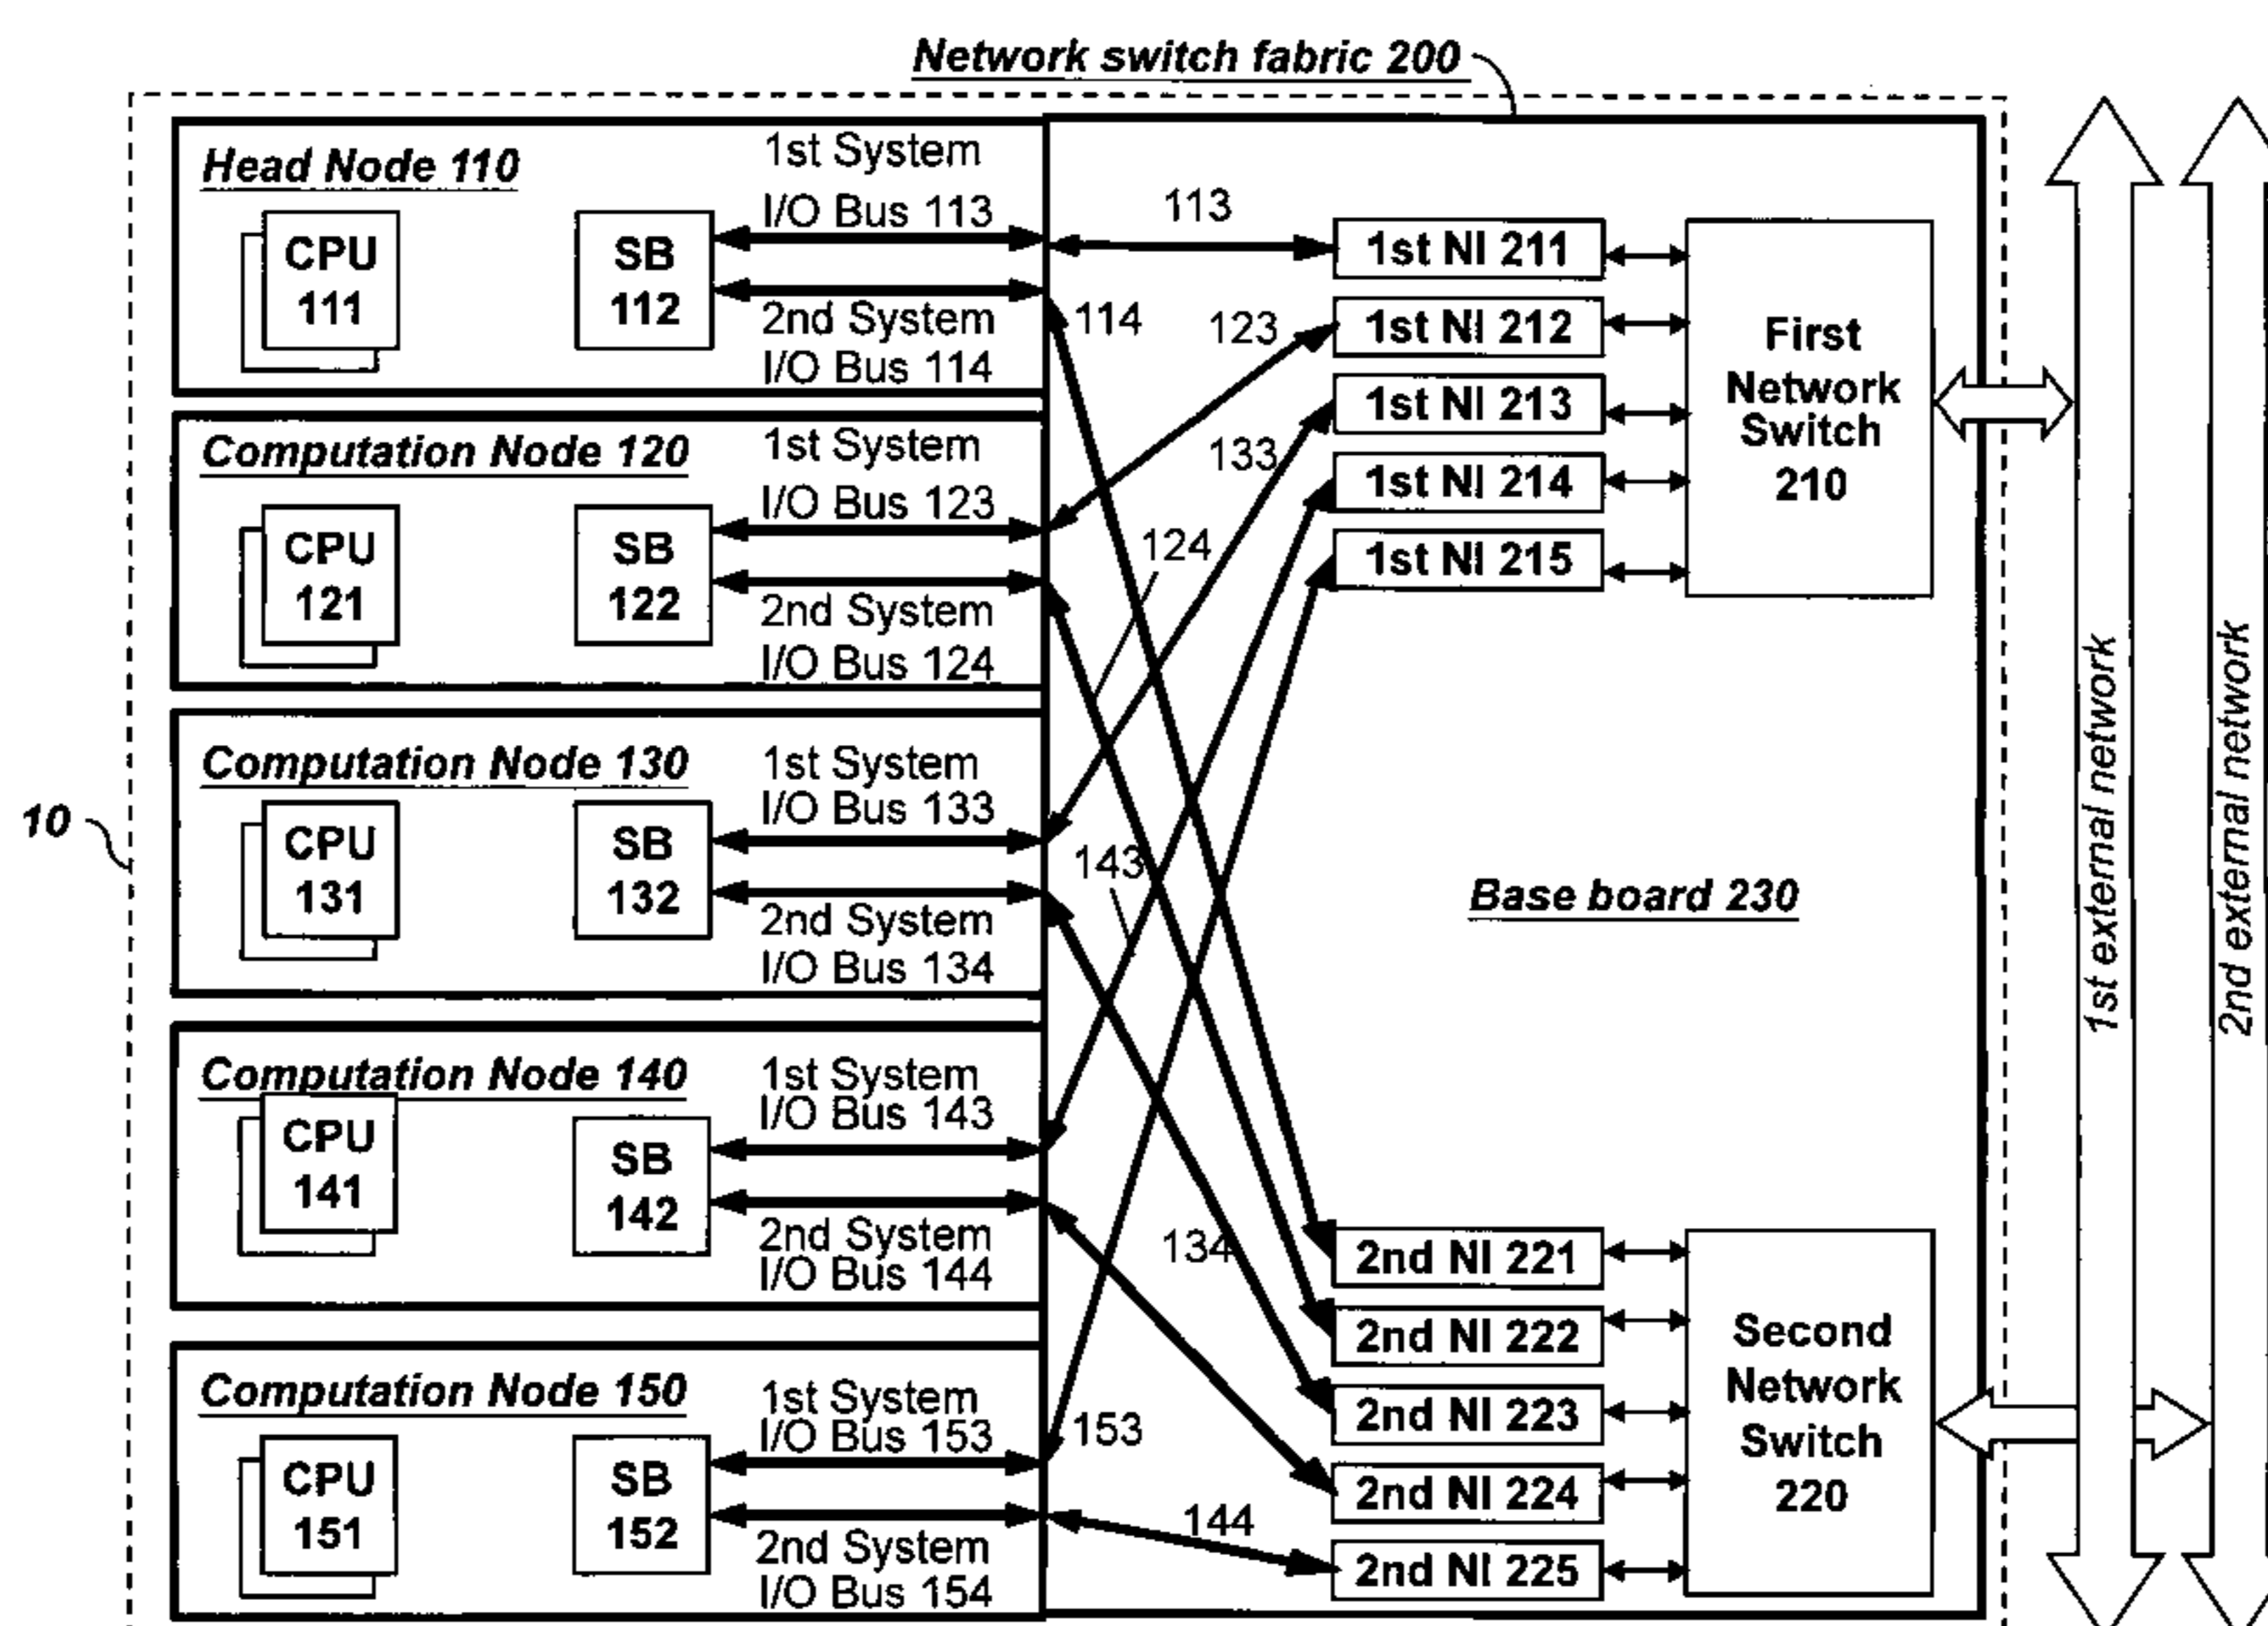 Network switch fabric 200
Head Node 110
1st System
I/O Bus 113
CPU
111
SB
112
2nd System
I/O Bus 114
Computation Node 120
1st System
I/O Bus 123
CPU
121
SB
122
2nd System
I/O Bus 124
Computation Node 130
1st System
I/O Bus 133
CPU
131
SB
132
2nd System
I/O Bus 134
Computation Node 140
1st System
I/O Bus 143
CPU
141
SB
142
2nd System
I/O Bus 144
Computation Node 150
1st System
I/O Bus 153
CPU
151
SB
152
2nd System
I/O Bus 154
10
113
114
123
133
124
143
134
153
144
1st NI 211
1st NI 212
1st NI 213
1st NI 214
1st NI 215
First
Network
Switch
210
Base board 230
2nd NI 221
2nd NI 222
2nd NI 223
2nd NI 224
2nd NI 225
Second
Network
Switch
220
1st external network
2nd external network